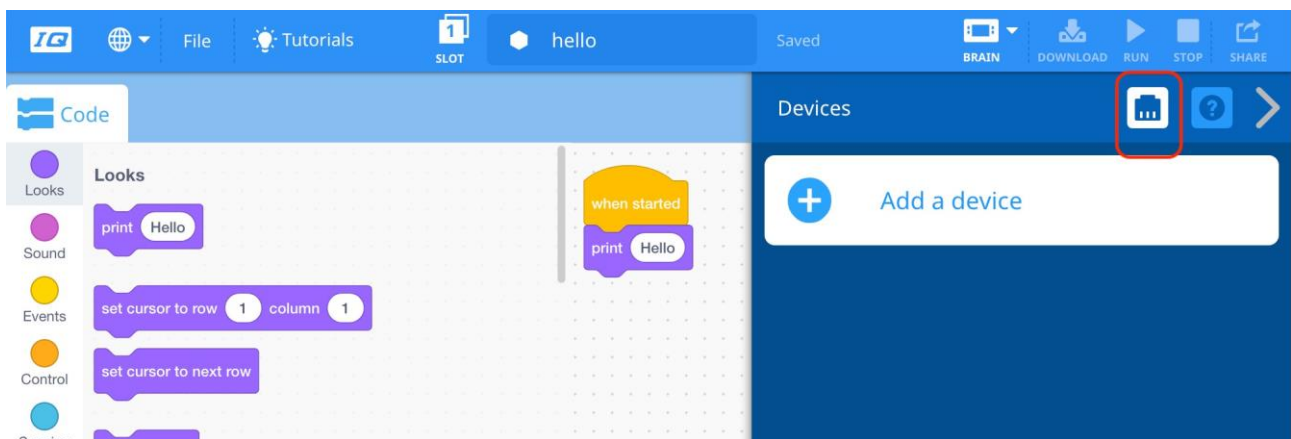 IQ
File
Tutorials
1
SLOT
hello
Saved
BRAIN
DOWNLOAD
RUN
STOP
SHARE
Code
Devices
?
Looks
Sound
Events
Control
Looks
print Hello
set cursor to row 1 column 1
set cursor to next row
when started
print Hello
Add a device